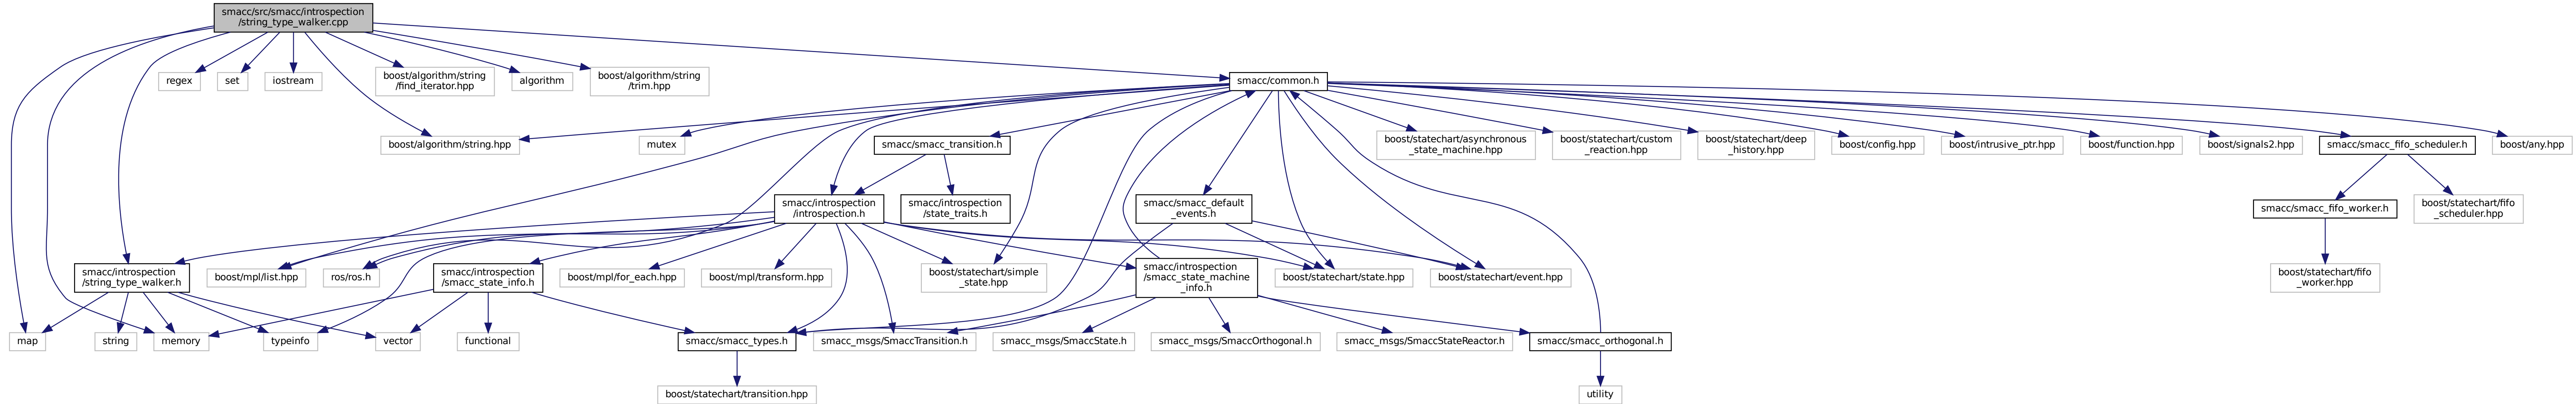 smacc/src/smacc/introspection
/string_type_walker.cpp
regex
set
iostream
boost/algorithm/string
/find_iterator.hpp
algorithm
boost/algorithm/string
/trim.hpp
smacc/common.h
boost/algorithm/string.hpp
mutex
smacc/smacc_transition.h
boost/statechart/asynchronous
_state_machine.hpp
boost/statechart/custom
_reaction.hpp
boost/statechart/deep
_history.hpp
boost/config.hpp
boost/intrusive_ptr.hpp
boost/function.hpp
boost/signals2.hpp
smacc/smacc_fifo_scheduler.h
boost/any.hpp
smacc/introspection
/introspection.h
smacc/introspection
/state_traits.h
smacc/smacc_default
_events.h
smacc/smacc_fifo_worker.h
boost/statechart/fifo
_scheduler.hpp
smacc/introspection
/string_type_walker.h
boost/mpl/list.hpp
ros/ros.h
smacc/introspection
/smacc_state_info.h
boost/mpl/for_each.hpp
boost/mpl/transform.hpp
boost/statechart/simple
_state.hpp
smacc/introspection
/smacc_state_machine
_info.h
boost/statechart/state.hpp
boost/statechart/event.hpp
boost/statechart/fifo
_worker.hpp
map
string
memory
typeinfo
vector
functional
smacc/smacc_types.h
smacc_msgs/SmaccTransition.h
smacc_msgs/SmaccState.h
smacc_msgs/SmaccOrthogonal.h
smacc_msgs/SmaccStateReactor.h
smacc/smacc_orthogonal.h
boost/statechart/transition.hpp
utility